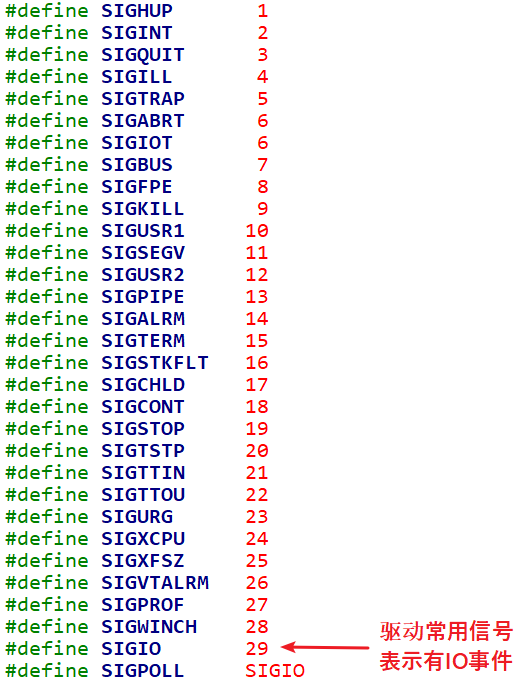 #define SIGHUP 1
#define SIGINT 2
#define SIGQUIT 3
#define SIGILL 4
#define SIGTRAP 5
#define SIGABRT 6
#define SIGIOT 6
#define SIGBUS 7
#define SIGFPE 8
#define SIGKILL 9
#define SIGUSR1 10
#define SIGSEGV 11
#define SIGUSR2 12
#define SIGPIPE 13
#define SIGALRM 14
#define SIGTERM 15
#define SIGSTKFLT 16
#define SIGCHLD 17
#define SIGCONT 18
#define SIGSTOP 19
#define SIGTSTP 20
#define SIGTTIN 21
#define SIGTTOU 22
#define SIGURG 23
#define SIGXCPU 24
#define SIGXFSZ 25
#define SIGVTALRM 26
#define SIGPROF 27
#define SIGWINCH 28
#define SIGIO 29
#define SIGPOLL SIGIO
驱动常用信号
表示有IO事件